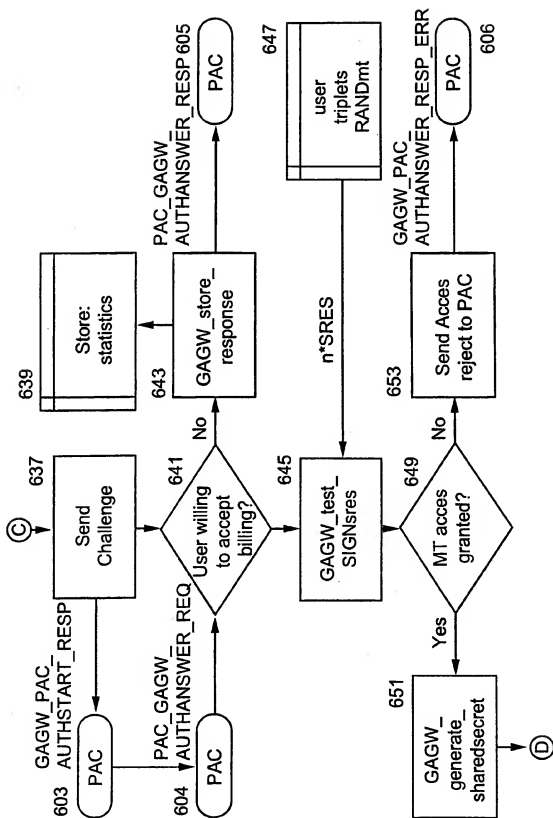 C
637
Send
Challenge
639
Store:
statistics
GAGW_PAC_
AUTHSTART_RESP
603
PAC
PAC_GAGW_
AUTHANSWER_REQ
604
PAC
641
User willing
to accept
billing?
No
643
GAGW_store_
response
PAC_GAGW_
AUTHANSWER_RESP
605
PAC
645
GAGW_test_
SIGNsres
n*SRES
647
user
triplets
RANDmt
649
MT acces
granted?
No
653
Send Acces
reject to PAC
GAGW_PAC_
AUTHANSWER_RESP_ERR
606
PAC
Yes
651
GAGW_
generate_
sharedsecret
D